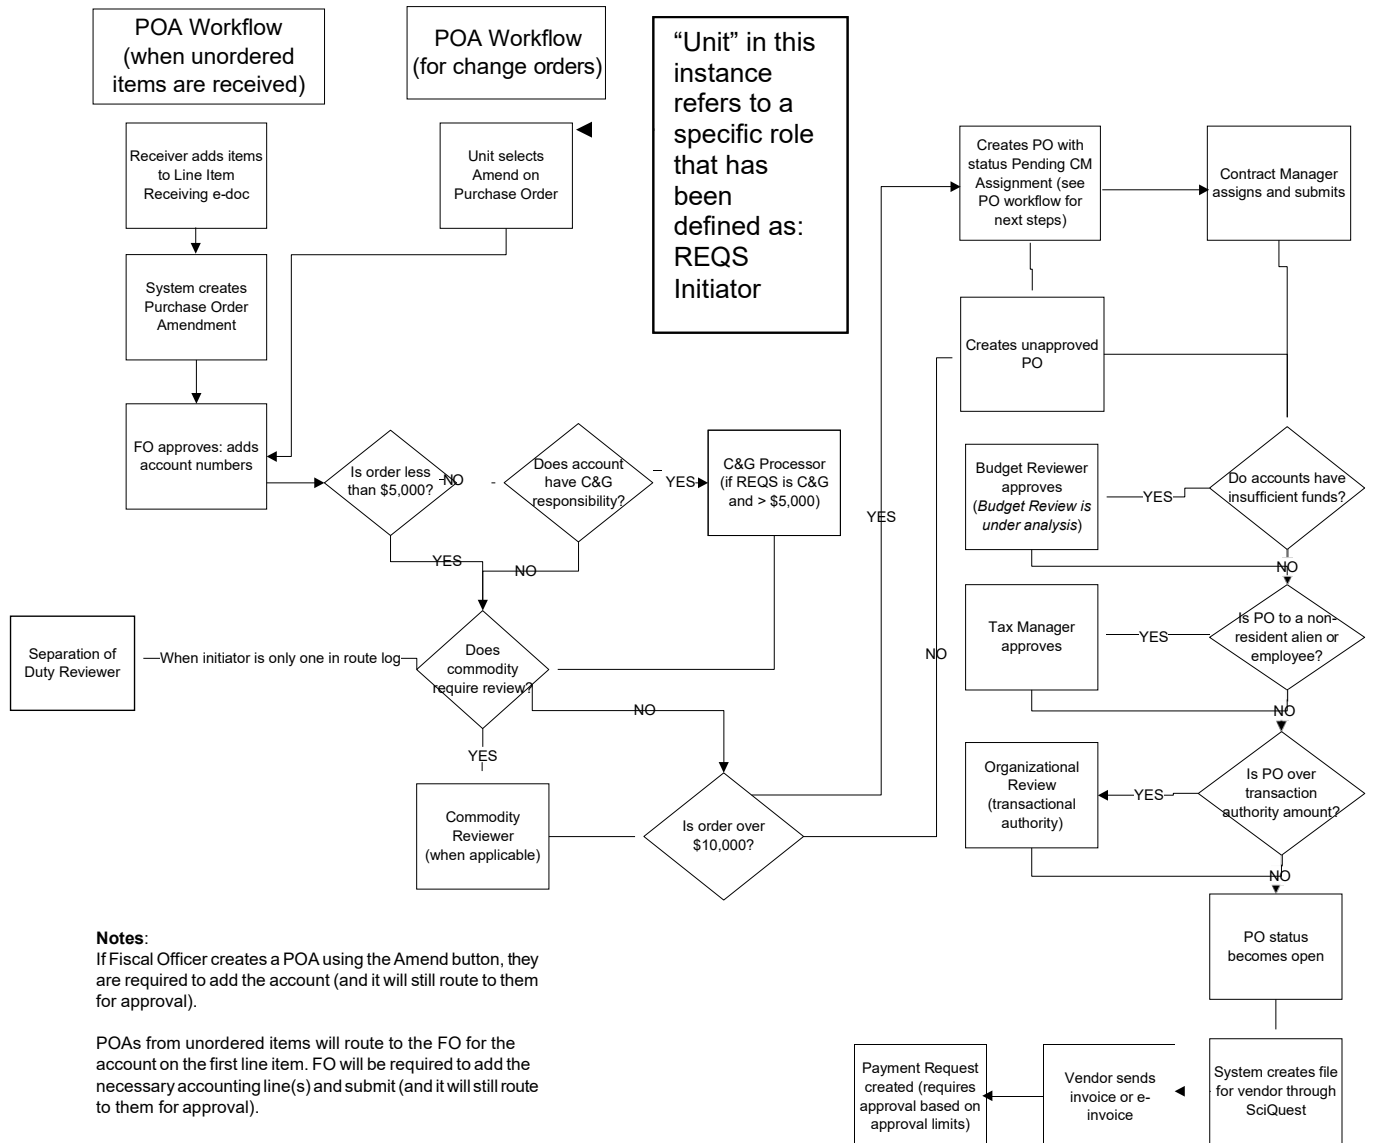 POA Workflow
(when unordered
items are received)
POA Workflow
(for change orders)
“Unit” in this
instance
refers to a
specific role
that has
been
defined as:
REQS
Initiator
Receiver adds items
to Line Item
Receiving e-doc
Unit selects
Amend on
Purchase Order
Creates PO with
status Pending CM
Assignment (see
PO workflow for
next steps)
Contract Manager
assigns and submits
System creates
Purchase Order
Amendment
Creates unapproved
PO
FO approves: adds
account numbers
Is order less
than $5,000?
NO
Does account
have C&G
responsibility?
YES
C&G Processor
(if REQS is C&G
and > $5,000)
YES
Budget Reviewer
approves
(Budget Review is
under analysis)
YES
Do accounts have
insufficient funds?
YES
NO
NO
Separation of
Duty Reviewer
When initiator is only one in route log
Does
commodity
require review?
NO
Tax Manager
approves
YES
Is PO to a non-
resident alien or
employee?
NO
NO
YES
Commodity
Reviewer
(when applicable)
Is order over
$10,000?
Organizational
Review
(transactional
authority)
YES
Is PO over
transaction
authority amount?
NO
PO status
becomes open
Notes:
If Fiscal Officer creates a POA using the Amend button, they
are required to add the account (and it will still route to them
for approval).
POAs from unordered items will route to the FO for the
account on the first line item. FO will be required to add the
necessary accounting line(s) and submit (and it will still route
to them for approval).
Payment Request
created (requires
approval based on
approval limits)
Vendor sends
invoice or e-
invoice
System creates file
for vendor through
SciQuest